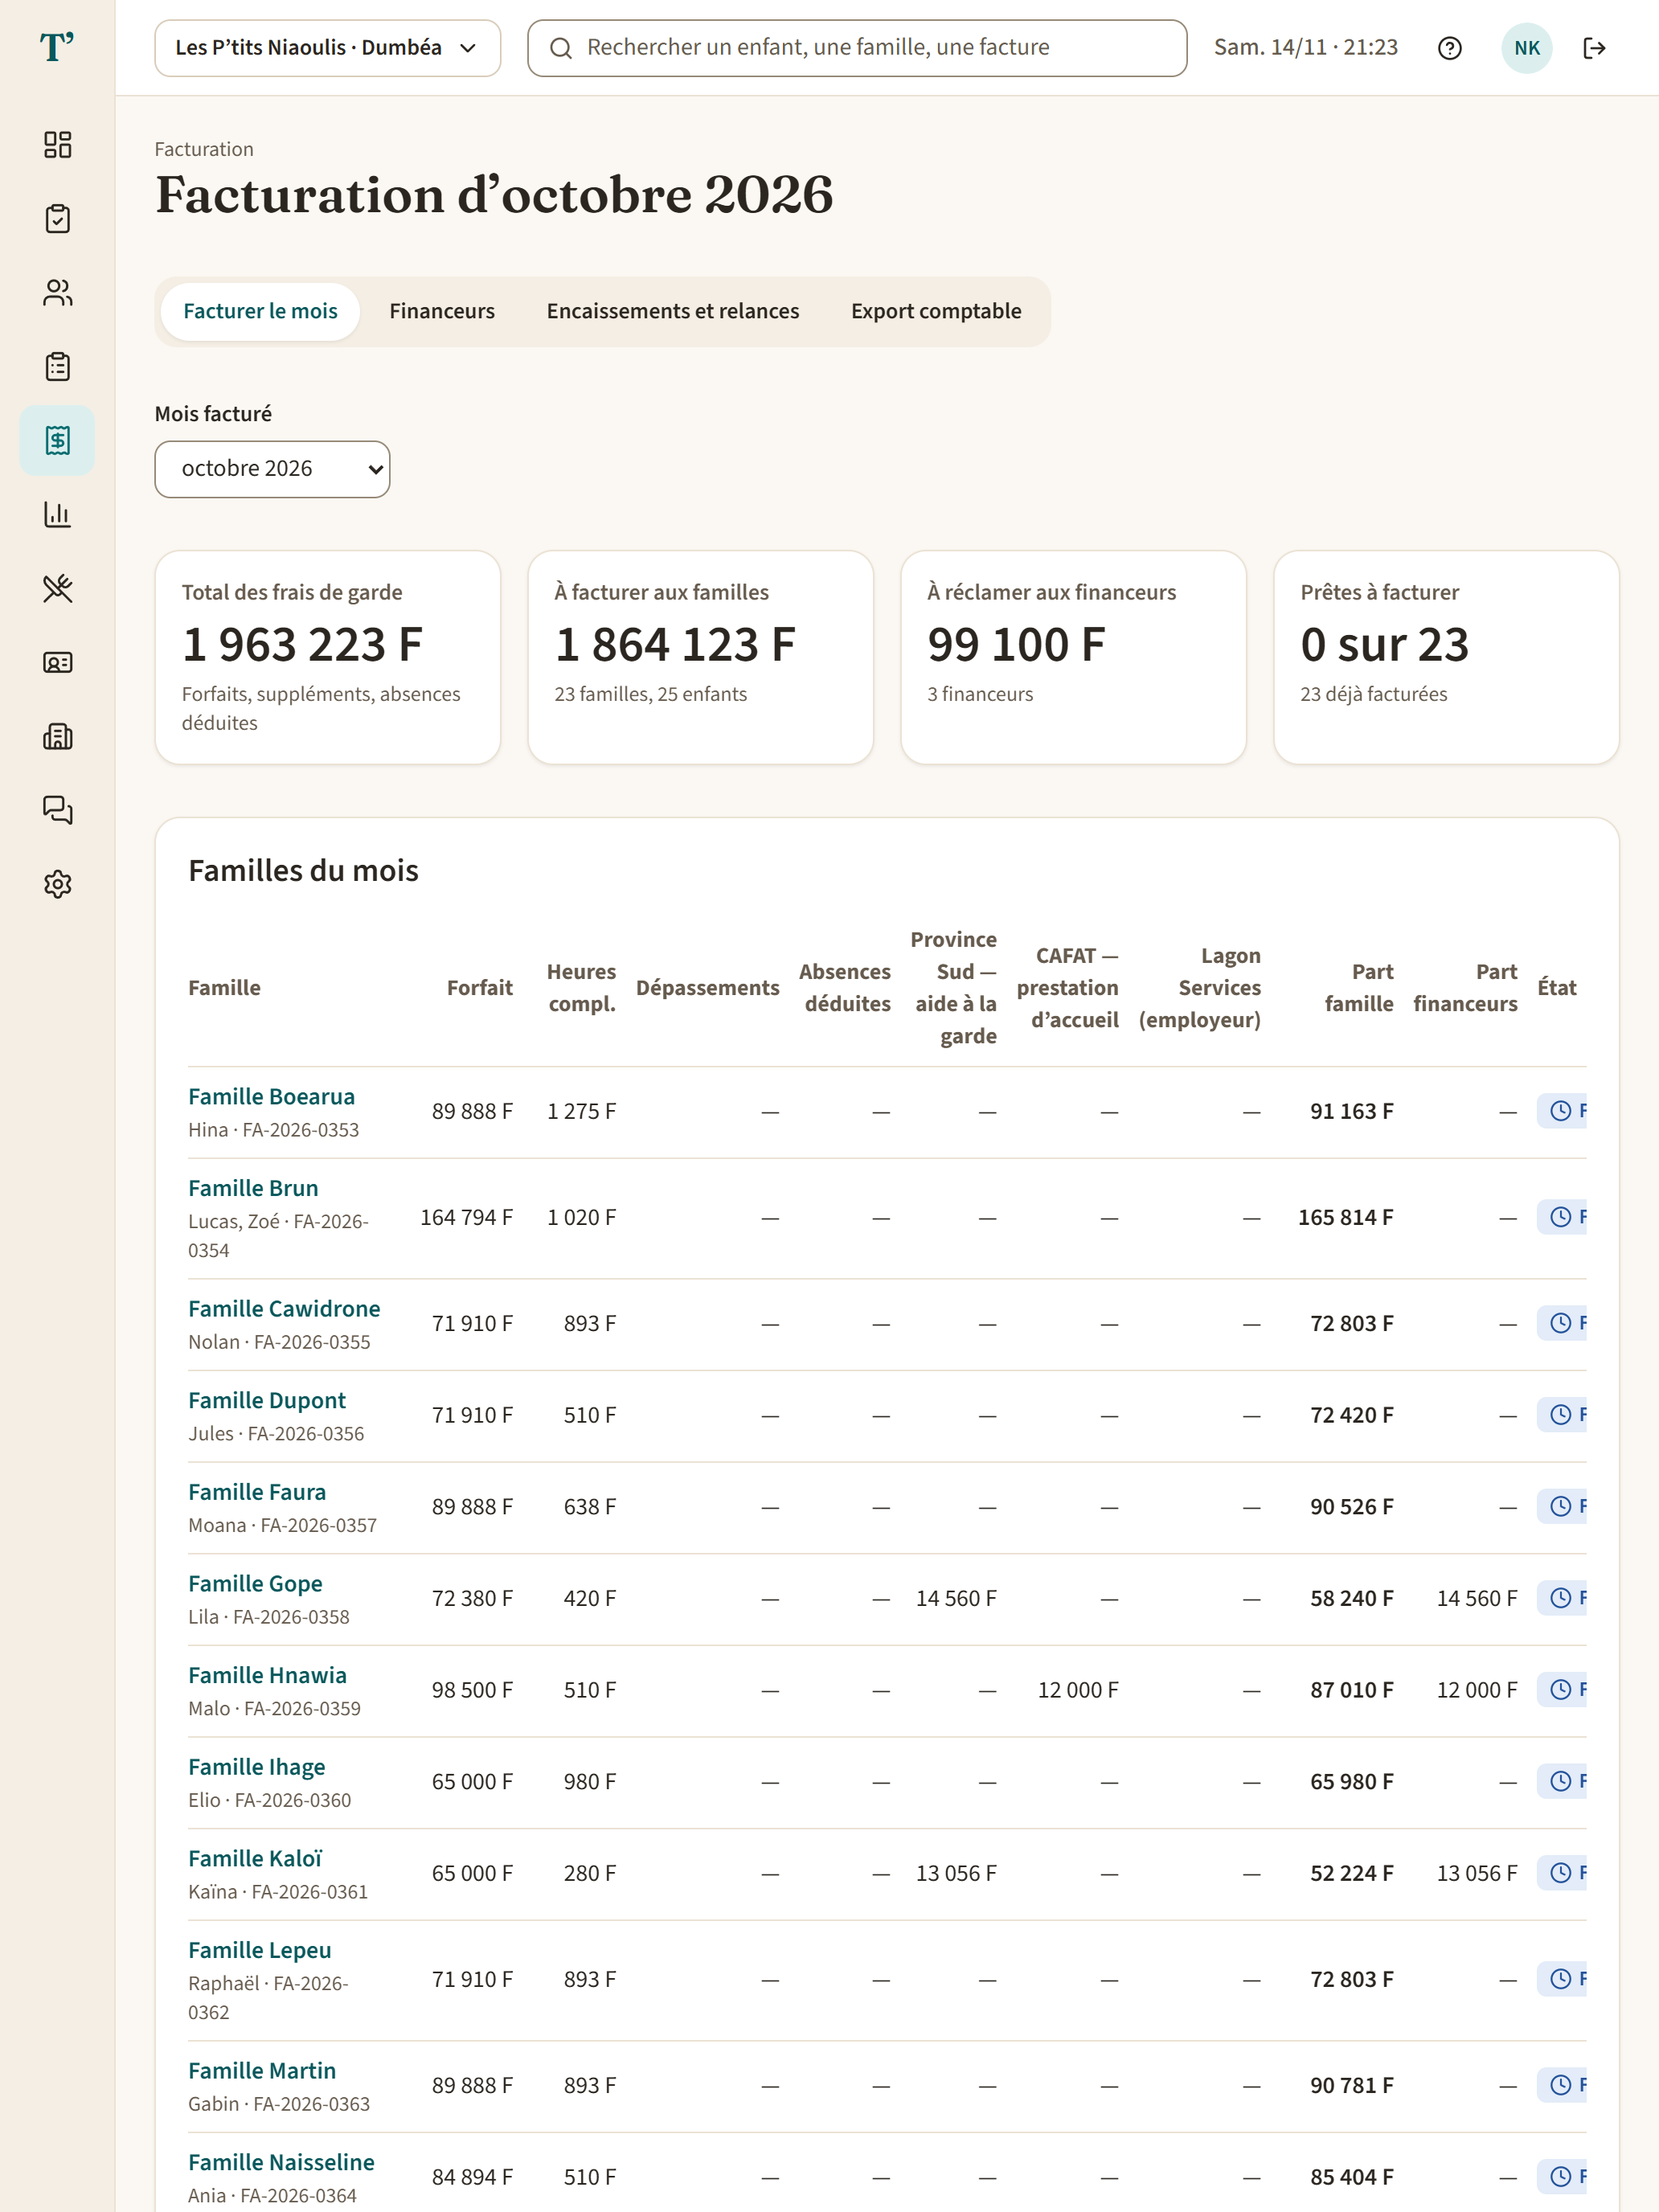 T’
Les P’tits Niaoulis · Dumbéa
Rechercher un enfant, une famille, une facture
Sam. 14/11 · 21:23
NK
Facturation
Facturation d’octobre 2026
Facturer le mois
Financeurs
Encaissements et relances
Export comptable
Mois facturé
octobre 2026
Total des frais de garde
1 963 223 F
Forfaits, suppléments, absences
déduites
À facturer aux familles
1 864 123 F
23 familles, 25 enfants
À réclamer aux financeurs
99 100 F
3 financeurs
Prêtes à facturer
0 sur 23
23 déjà facturées
Familles du mois
Famille
Forfait
Heures
compl.
Dépassements
Absences
déduites
Province
Sud —
aide à la
garde
CAFAT —
prestation
d’accueil
Lagon
Services
(employeur)
Part
famille
Part
financeurs
État
Famille Boearua
Hina · FA-2026-0353
89 888 F 1 275 F — — — — — 91 163 F — F
Famille Brun
Lucas, Zoé · FA-2026-
0354
164 794 F 1 020 F — — — — — 165 814 F — F
Famille Cawidrone
Nolan · FA-2026-0355
71 910 F 893 F — — — — — 72 803 F — F
Famille Dupont
Jules · FA-2026-0356
71 910 F 510 F — — — — — 72 420 F — F
Famille Faura
Moana · FA-2026-0357
89 888 F 638 F — — — — — 90 526 F — F
Famille Gope
Lila · FA-2026-0358
72 380 F 420 F — — 14 560 F — — 58 240 F 14 560 F F
Famille Hnawia
Malo · FA-2026-0359
98 500 F 510 F — — — 12 000 F — 87 010 F 12 000 F F
Famille Ihage
Elio · FA-2026-0360
65 000 F 980 F — — — — — 65 980 F — F
Famille Kaloï
Kaïna · FA-2026-0361
65 000 F 280 F — — 13 056 F — — 52 224 F 13 056 F F
Famille Lepeu
Raphaël · FA-2026-
0362
71 910 F 893 F — — — — — 72 803 F — F
Famille Martin
Gabin · FA-2026-0363
89 888 F 893 F — — — — — 90 781 F — F
Famille Naisseline
Ania · FA-2026-0364
84 894 F 510 F — — — — — 85 404 F — F